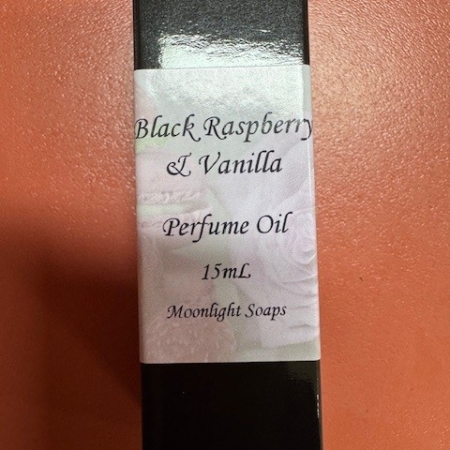 Black Raspberry
& Vanilla
Perfume Oil
15mL
Moonlight Soaps